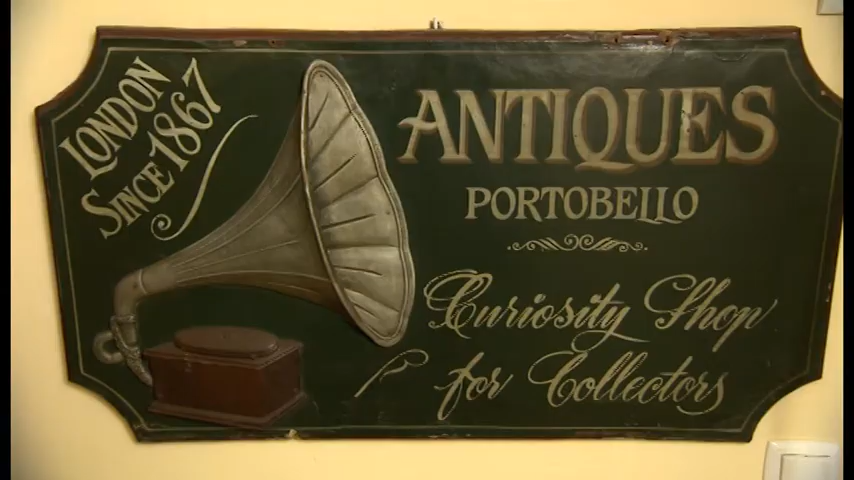 LONDON
SINCE 1867
ANTIQUES
PORTOBELLO
Curiosity Shop
for Collectors